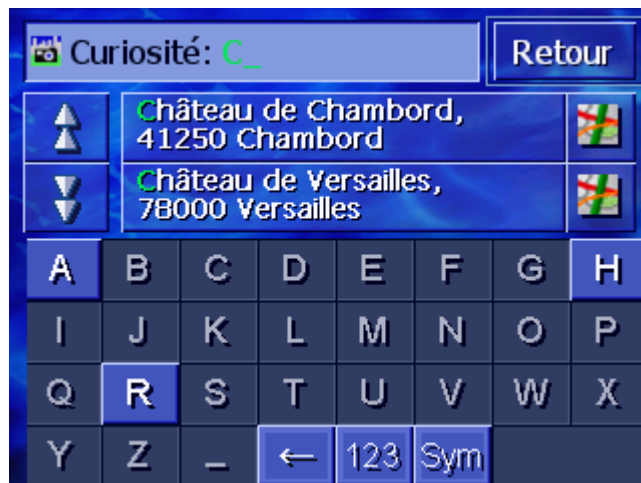 Curiosité: C_ Retour
Château de Chambord,
41250 Chambord
Château de Versailles,
78000 Versailles
A B C D E F G H
I J K L M N O P
Q R S T U V W X
Y Z _ ← 123 Sym